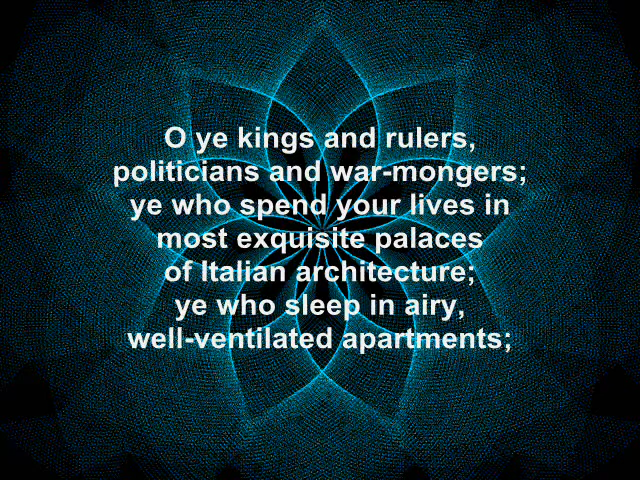 O ye kings and rulers,
politicians and war-mongers;
ye who spend your lives in
most exquisite palaces
of Italian architecture;
ye who sleep in airy,
well-ventilated apartments;